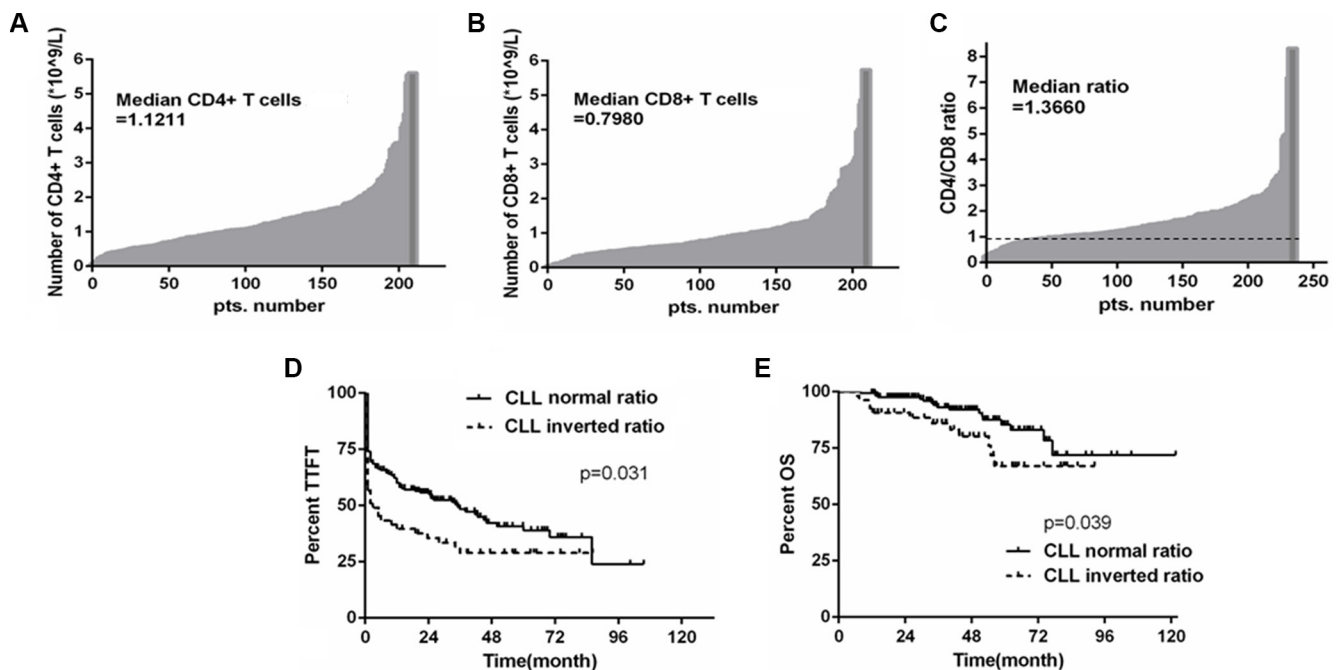 A
Number of CD4+ T cells (*10^9/L)
6
5
4
3
2
1
0
Median CD4+ T cells
=1.1211
0 50 100 150 200
pts. number
B
Number of CD8+ T cells (*10^9/L)
6
5
4
3
2
1
0
Median CD8+ T cells
=0.7980
0 50 100 150 200
pts. number
C
CD4/CD8 ratio
8
7
6
5
4
3
2
1
0
Median ratio
=1.3660
0 50 100 150 200 250
pts. number
D
Percent TTFT
100
75
50
25
0
CLL normal ratio
CLL inverted ratio
p=0.031
0 24 48 72 96 120
Time(month)
E
Percent OS
100
75
50
25
0
p=0.039
CLL normal ratio
CLL inverted ratio
0 24 48 72 96 120
Time(month)